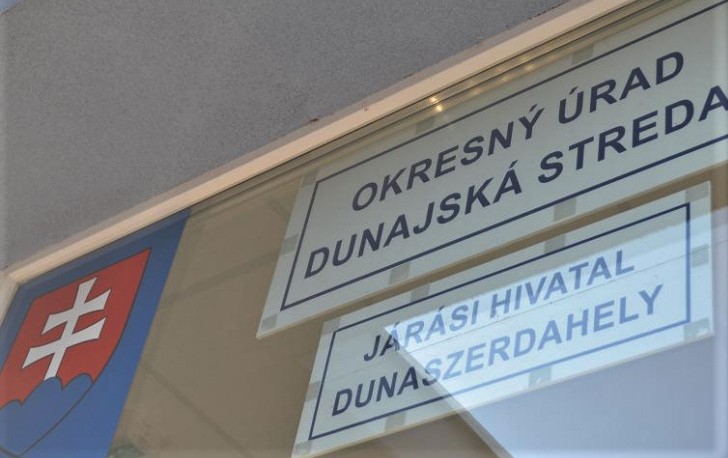 OKRESNÝ ÚRAD
DUNAJSKÁ STREDA
JÁRÁSI HIVATAL
DUNASZERDAHELY